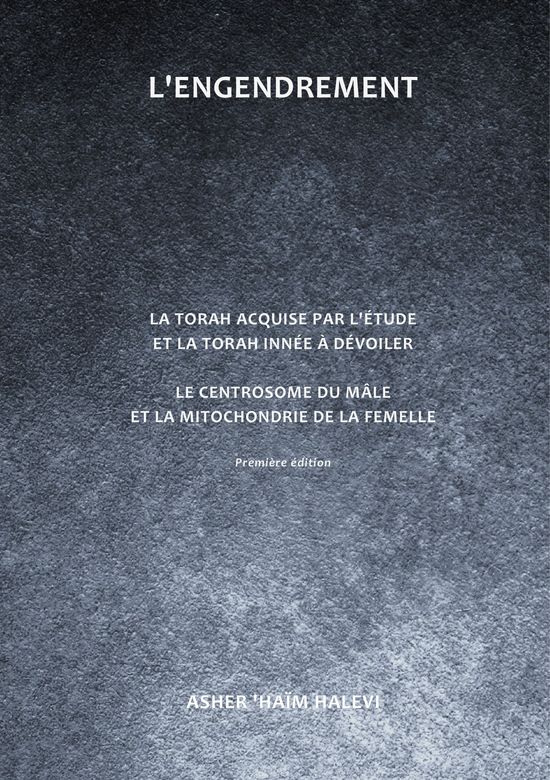 L'ENGENDREMENT
LA TORAH ACQUISE PAR L'ÉTUDE
ET LA TORAH INNÉE À DÉVOILER
LE CENTROSOME DU MÂLE
ET LA MITOCHONDRIE DE LA FEMELLE
Première édition
ASHER 'HAÏM HALEVI